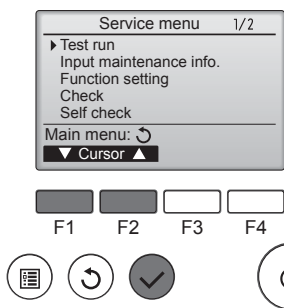 Service menu 1/2
Test run
Input maintenance info.
Function setting
Check
Self check
Main menu:
Cursor
F1 F2 F3 F4